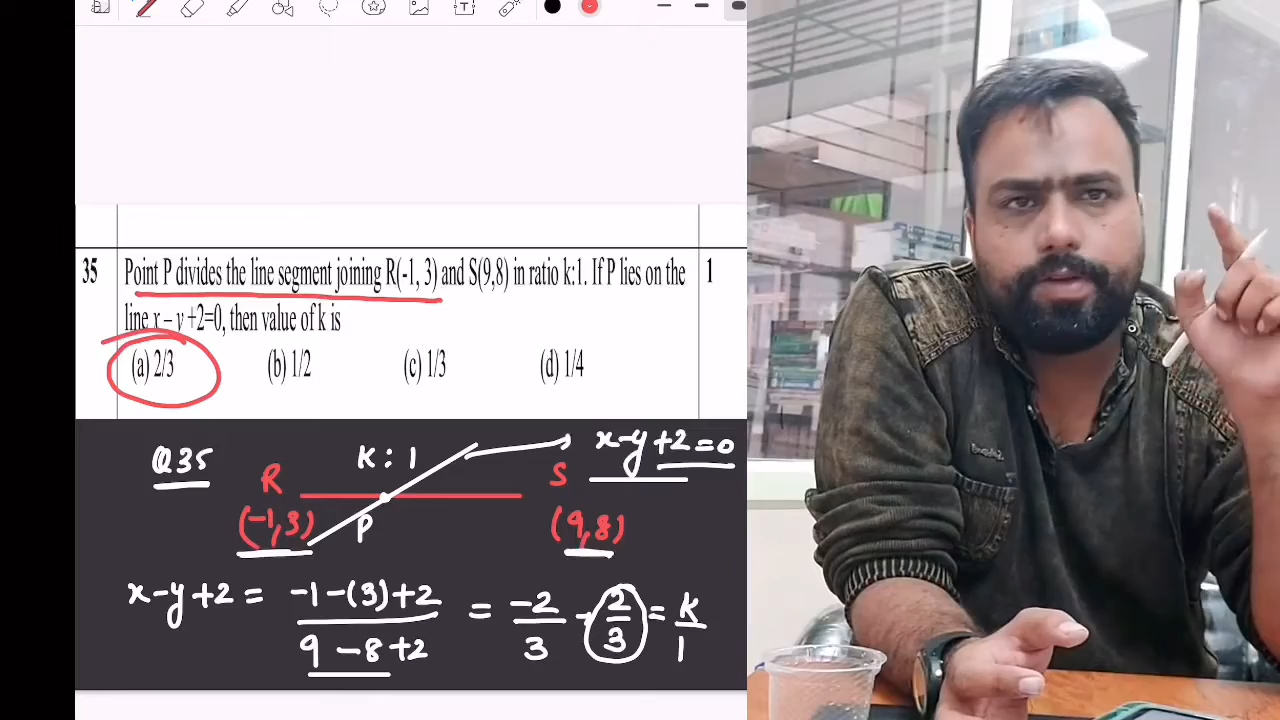 35 Point P divides the line segment joining R(-1, 3) and S(9,8) in ratio k:1. If P lies on the 1
line x – y +2=0, then value of k is
(a) 2/3 (b) 1/2 (c) 1/3 (d) 1/4
Q35 K : 1 x-y+2=0
R S
(-1,3) P (9,8)
x-y+2 = -1-(3)+2 / 9-8+2 = -2/3 - 2/3 = k/1